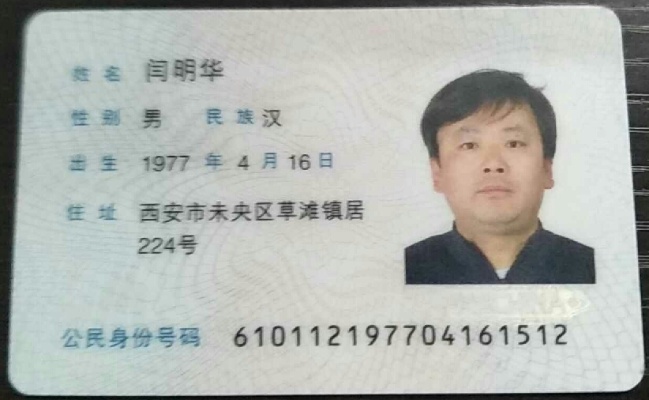 姓名 闫明华
性别 男 民族 汉
出生 1977 年 4 月 16 日
住址 西安市未央区草滩镇居
224号
公民身份号码 610112197704161512